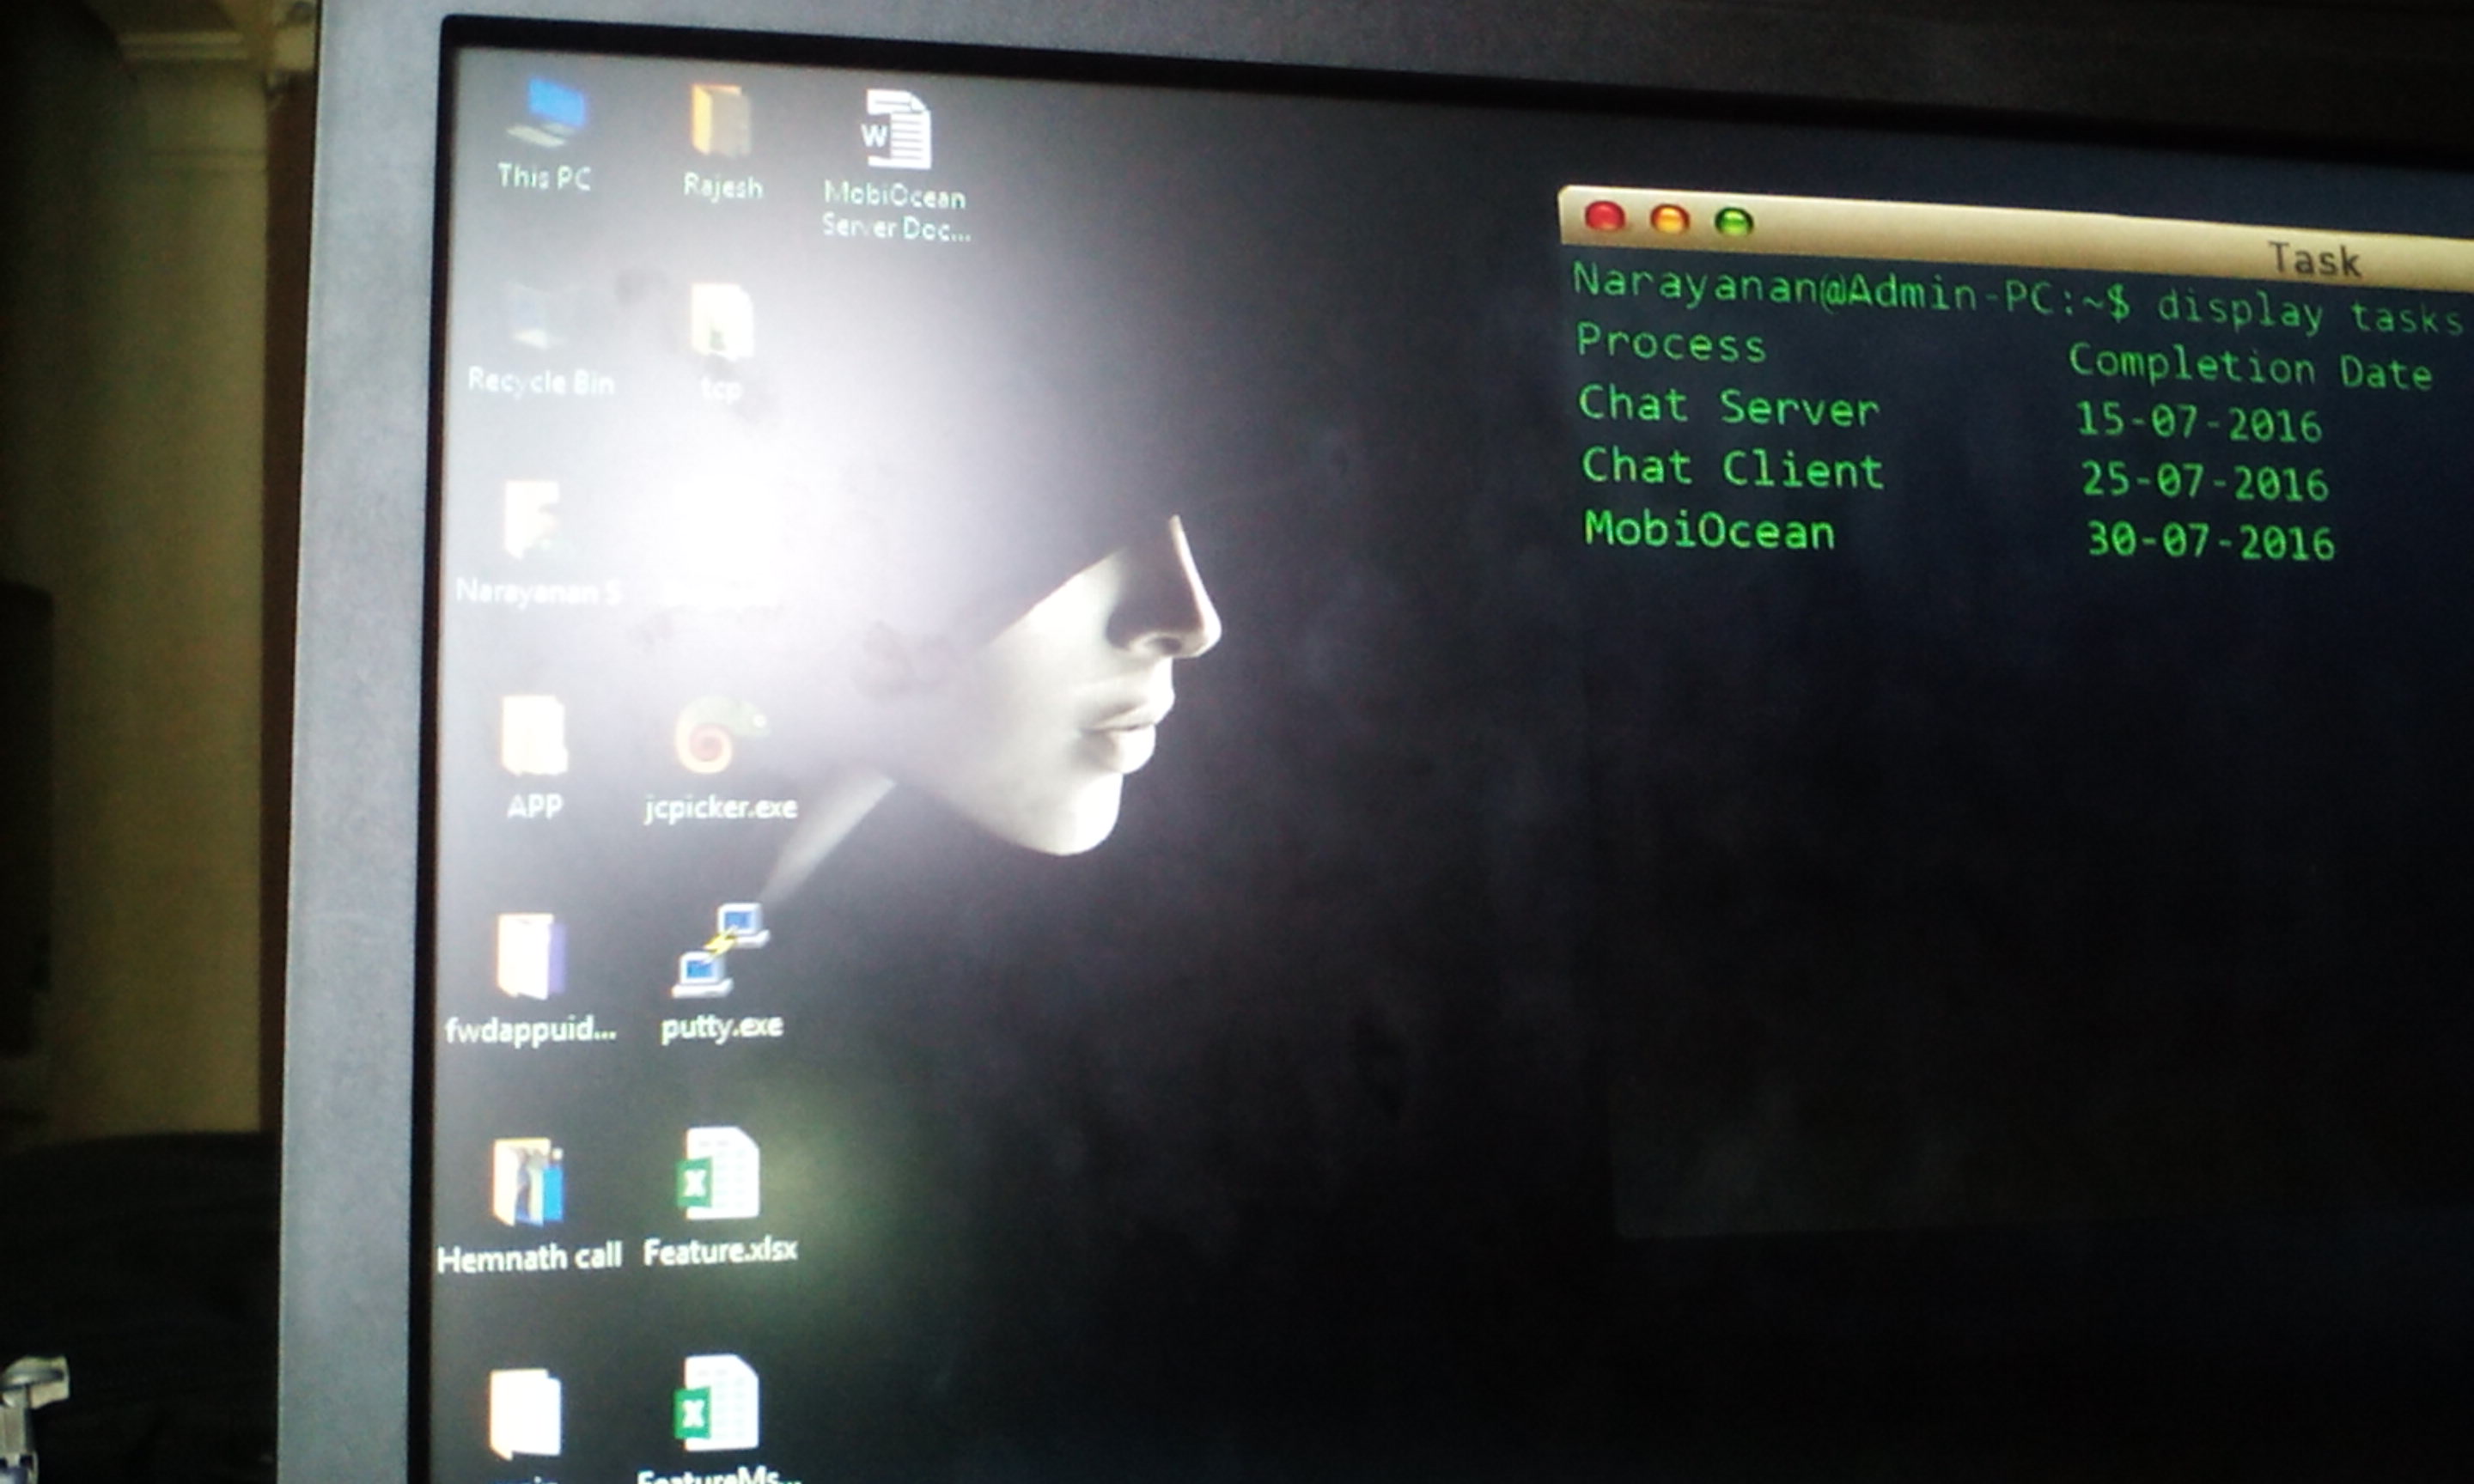 This PC
Rajesh
MobiOcean
Server Doc...
Recycle Bin
tcp
Narayanan S
APP
jcpicker.exe
fwdappuid...
putty.exe
Hemnath call
Feature.xlsx
FeatureMs...
Task
Narayanan@Admin-PC:~$ display tasks
Process Completion Date
Chat Server 15-07-2016
Chat Client 25-07-2016
MobiOcean 30-07-2016